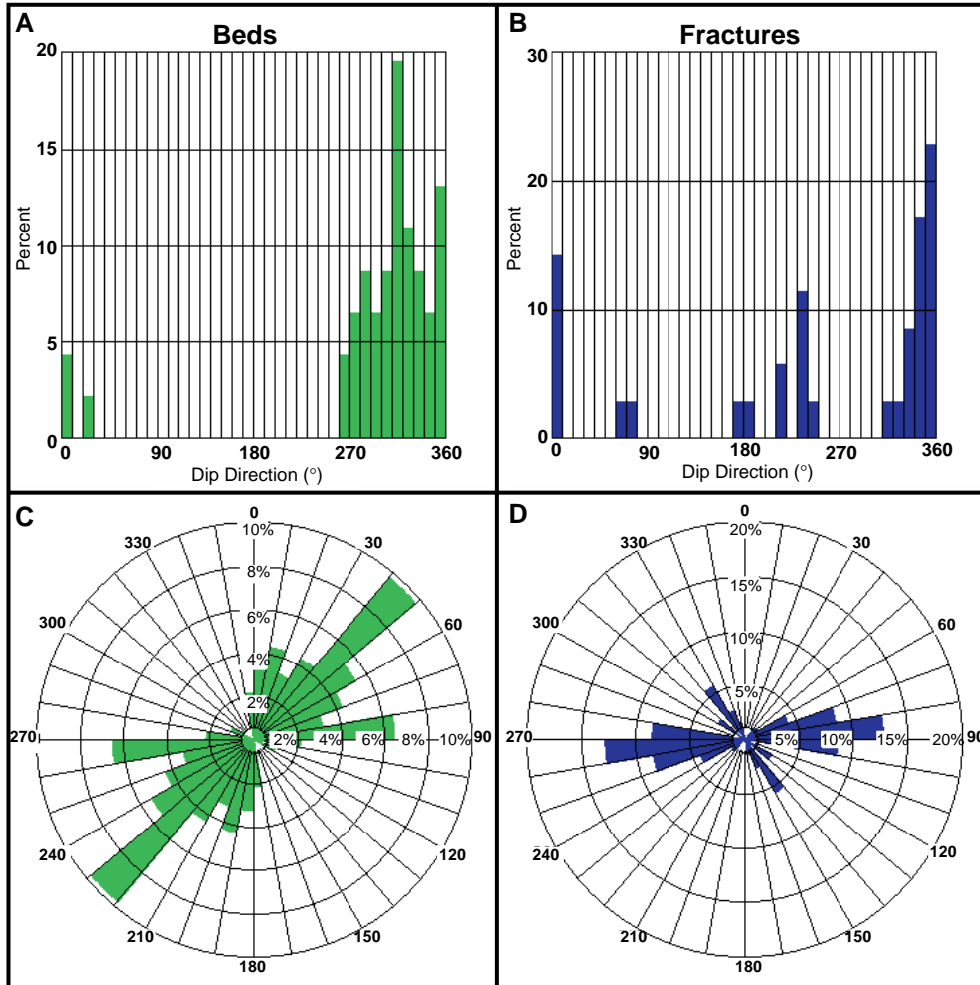 A
Beds
20
15
10
5
0
Percent
0 90 180 270 360
Dip Direction (°)
B
Fractures
30
20
10
0
Percent
0 90 180 270 360
Dip Direction (°)
C
0
10%
330 30
8%
6%
300 60
4%
2%
270 2% 4% 6% 8% 10% 90
240 120
210 150
180
D
0
20%
330 30
15%
10%
300 60
5%
270 5% 10% 15% 20% 90
240 120
210 150
180